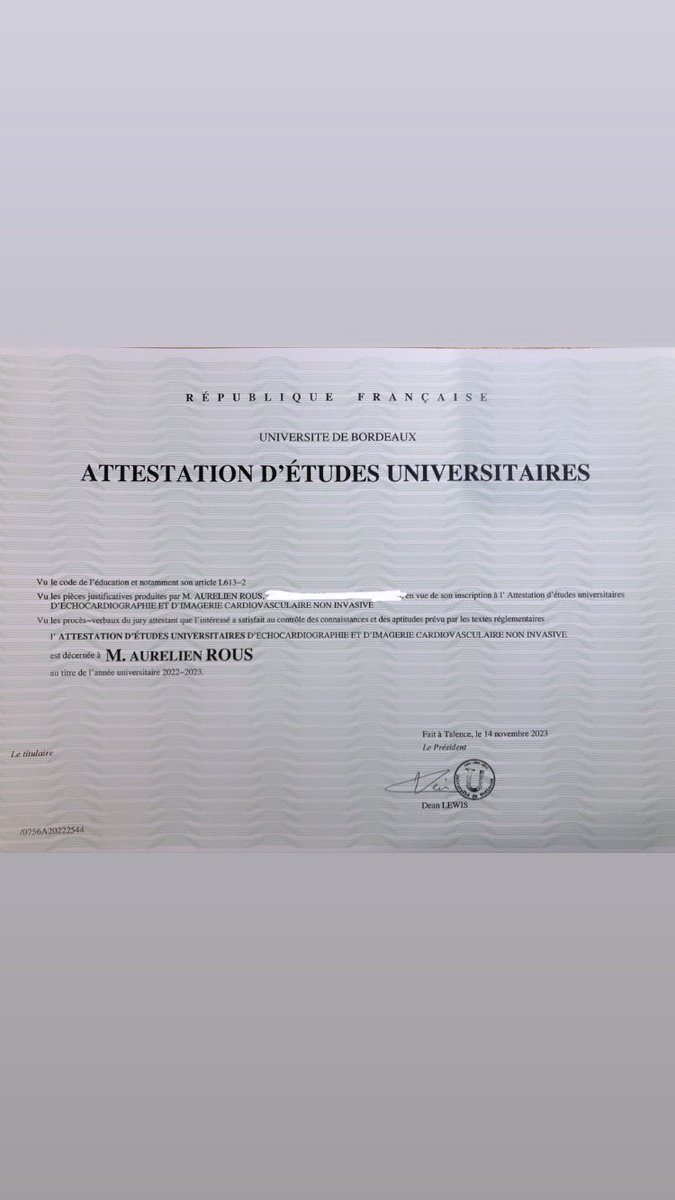 RÉPUBLIQUE FRANÇAISE
UNIVERSITE DE BORDEAUX
ATTESTATION D'ÉTUDES UNIVERSITAIRES
Vu le code de l'éducation et notamment son article L613-2
Vu les pièces justificatives produites par M. AURELIEN ROUS, en vue de son inscription à l' Attestation d'études universitaires
D'ECHOCARDIOGRAPHIE ET D'IMAGERIE CARDIOVASCULAIRE NON INVASIVE
Vu les procès-verbaux du jury attestant que l'intéressé a satisfait au contrôle des connaissances et des aptitudes prévu par les textes réglementaires
l' ATTESTATION D'ÉTUDES UNIVERSITAIRES D'ECHOCARDIOGRAPHIE ET D'IMAGERIE CARDIOVASCULAIRE NON INVASIVE
est décernée à M. AURELIEN ROUS
au titre de l'année universitaire 2022-2023.
Fait à Talence, le 14 novembre 2023
Le Président
Le titulaire
Dean LEWIS
/0756A20222544